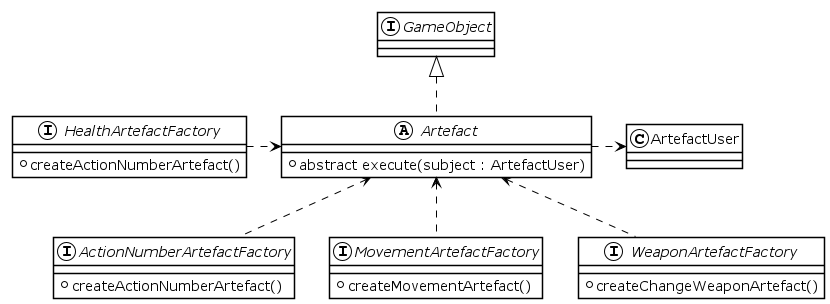 I GameObject
I HealthArtefactFactory
createActionNumberArtefact()
A Artefact
abstract execute(subject : ArtefactUser)
C ArtefactUser
I ActionNumberArtefactFactory
createActionNumberArtefact()
I MovementArtefactFactory
createMovementArtefact()
I WeaponArtefactFactory
createChangeWeaponArtefact()